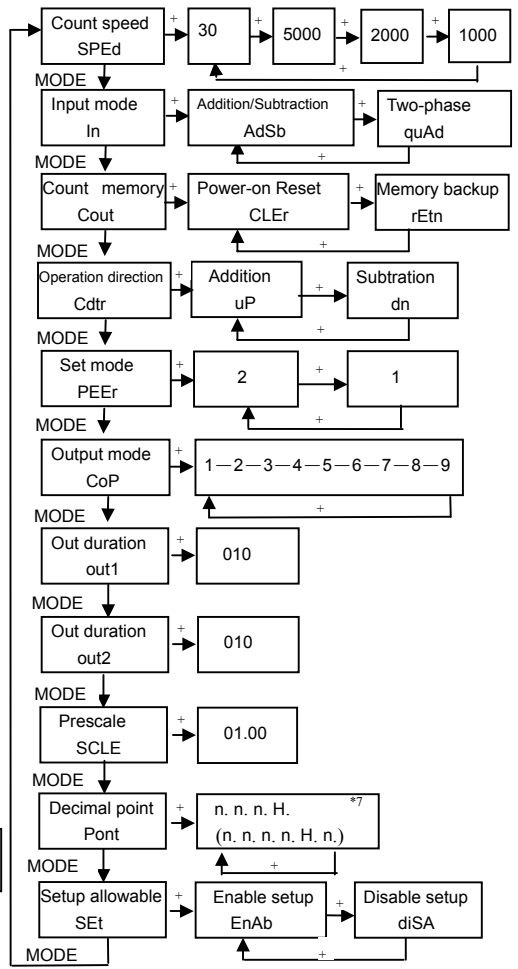 Count speed
SPEd
+
30
+
5000
+
2000
+
1000
+
MODE
Input mode
In
+
Addition/Subtraction
AdSb
+
Two-phase
quAd
+
MODE
Count memory
Cout
+
Power-on Reset
CLEr
+
Memory backup
rEtn
+
MODE
Operation direction
Cdtr
+
Addition
uP
+
Subtration
dn
+
MODE
Set mode
PEEr
+
2
+
1
+
MODE
Output mode
CoP
+
1—2—3—4—5—6—7—8—9
+
MODE
Out duration
out1
+
010
MODE
Out duration
out2
+
010
MODE
Prescale
SCLE
+
01.00
MODE
Decimal point
Pont
+
n. n. n. H. *7
(n. n. n. n. H. n.)
+
MODE
Setup allowable
SEt
+
Enable setup
EnAb
+
Disable setup
diSA
+
MODE